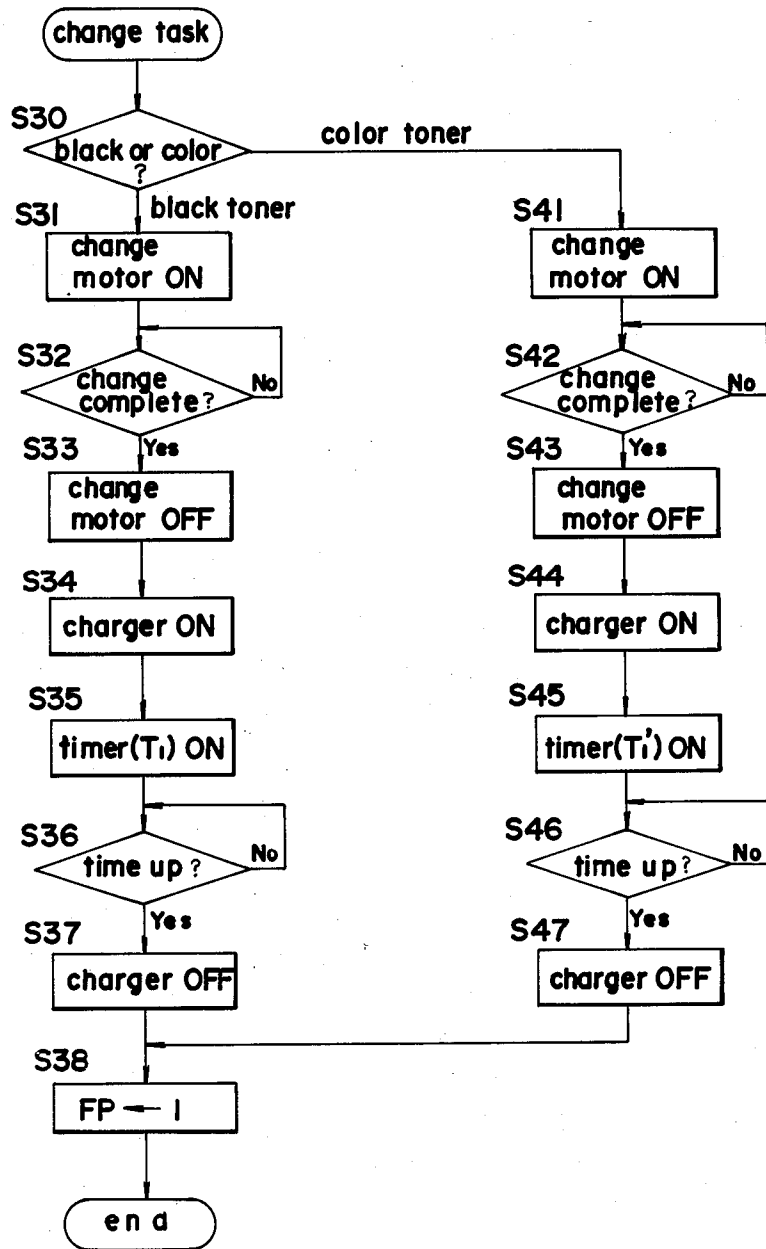 change task
S30
black or color
?
color toner
black toner
S31
change
motor ON
S32
change
complete?
No
Yes
S33
change
motor OFF
S34
charger ON
S35
timer(T₁) ON
S36
time up?
No
Yes
S37
charger OFF
S38
FP ← 1
end
S41
change
motor ON
S42
change
complete?
No
Yes
S43
change
motor OFF
S44
charger ON
S45
timer(T₁') ON
S46
time up?
No
Yes
S47
charger OFF